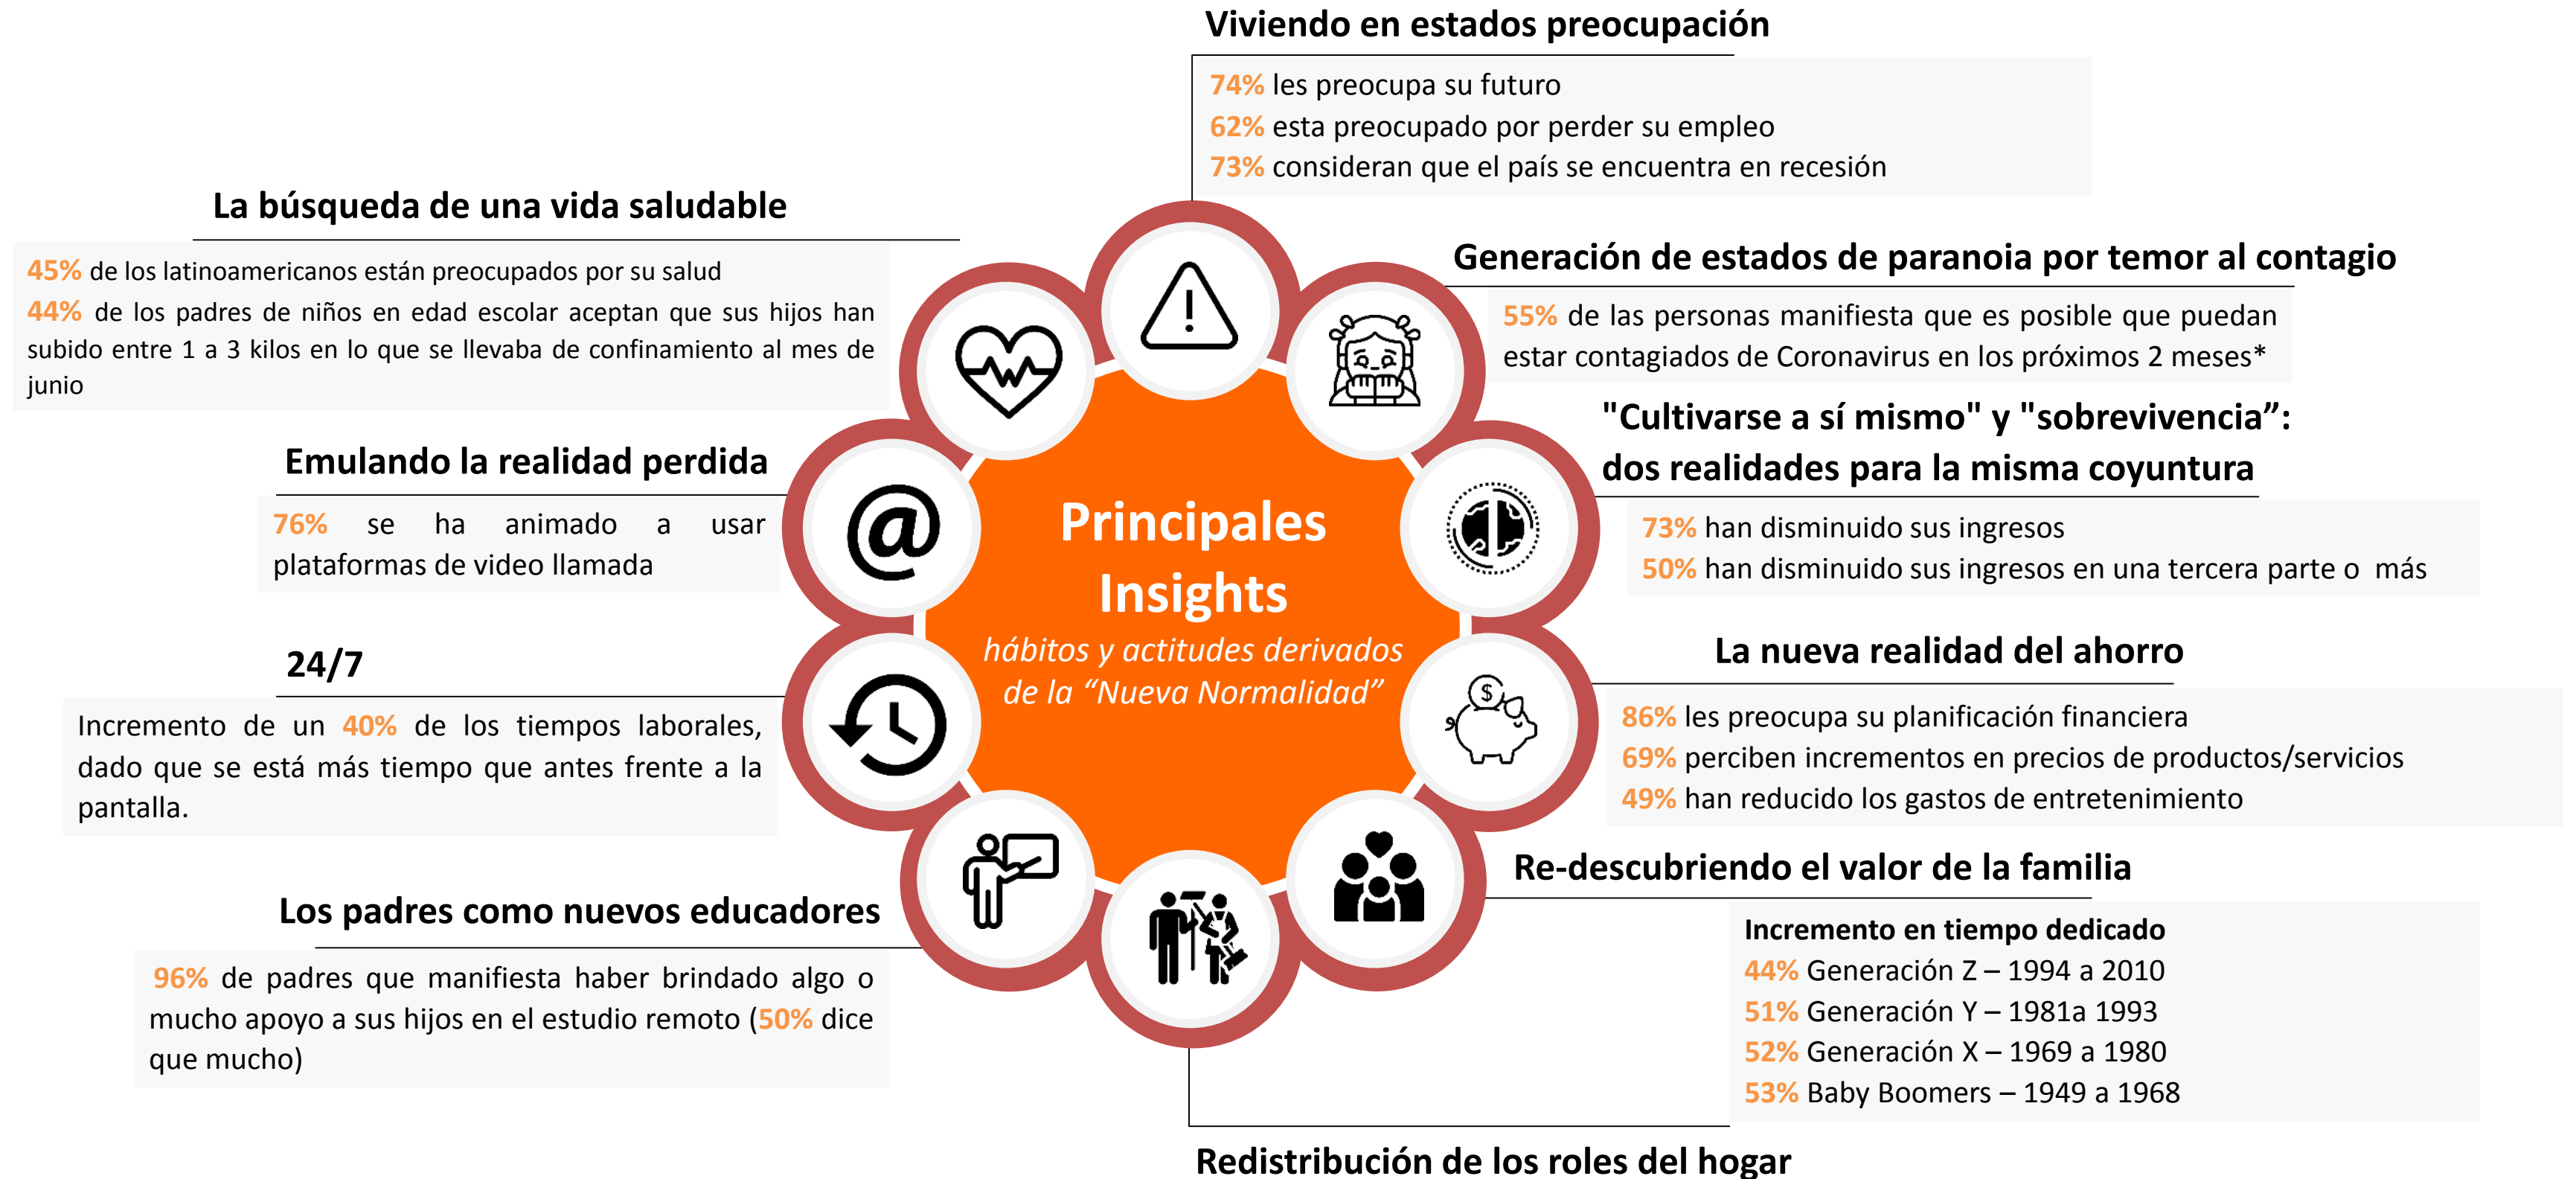 Viviendo en estados preocupación
74% les preocupa su futuro
62% esta preocupado por perder su empleo
73% consideran que el país se encuentra en recesión
La búsqueda de una vida saludable
45% de los latinoamericanos están preocupados por su salud
44% de los padres de niños en edad escolar aceptan que sus hijos han
subido entre 1 a 3 kilos en lo que se llevaba de confinamiento al mes de
junio
Generación de estados de paranoia por temor al contagio
55% de las personas manifiesta que es posible que puedan
estar contagiados de Coronavirus en los próximos 2 meses*
"Cultivarse a sí mismo" y "sobrevivencia”:
dos realidades para la misma coyuntura
73% han disminuido sus ingresos
50% han disminuido sus ingresos en una tercera parte o más
Emulando la realidad perdida
76% se ha animado a usar
plataformas de video llamada
@
Principales
Insights
hábitos y actitudes derivados
de la “Nueva Normalidad”
24/7
Incremento de un 40% de los tiempos laborales,
dado que se está más tiempo que antes frente a la
pantalla.
La nueva realidad del ahorro
$
86% les preocupa su planificación financiera
69% perciben incrementos en precios de productos/servicios
49% han reducido los gastos de entretenimiento
Los padres como nuevos educadores
96% de padres que manifiesta haber brindado algo o
mucho apoyo a sus hijos en el estudio remoto (50% dice
que mucho)
Re-descubriendo el valor de la familia
Incremento en tiempo dedicado
44% Generación Z – 1994 a 2010
51% Generación Y – 1981a 1993
52% Generación X – 1969 a 1980
53% Baby Boomers – 1949 a 1968
Redistribución de los roles del hogar